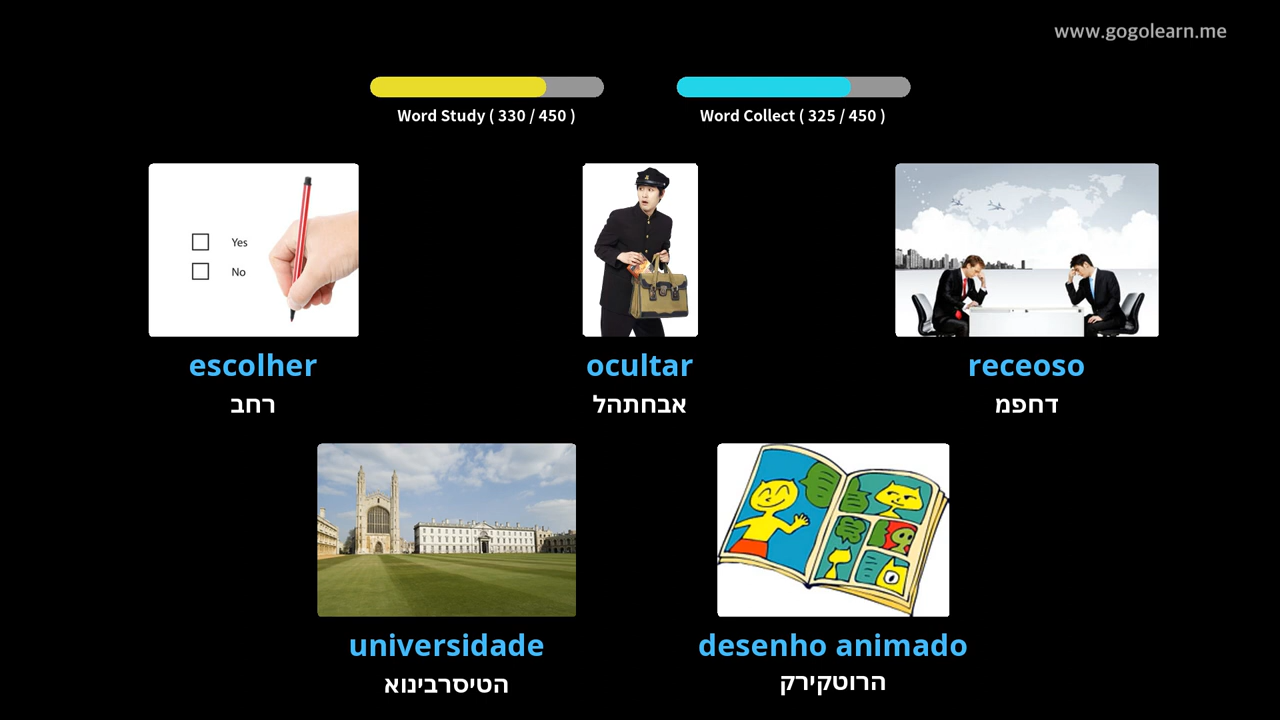 www.gogolearn.me
Word Study ( 330 / 450 )
Word Collect ( 325 / 450 )
Yes
No
escolher
רחב
ocultar
אבחתהל
receoso
דחפמ
universidade
הטיסרבינוא
desenho animado
הרוטקירק